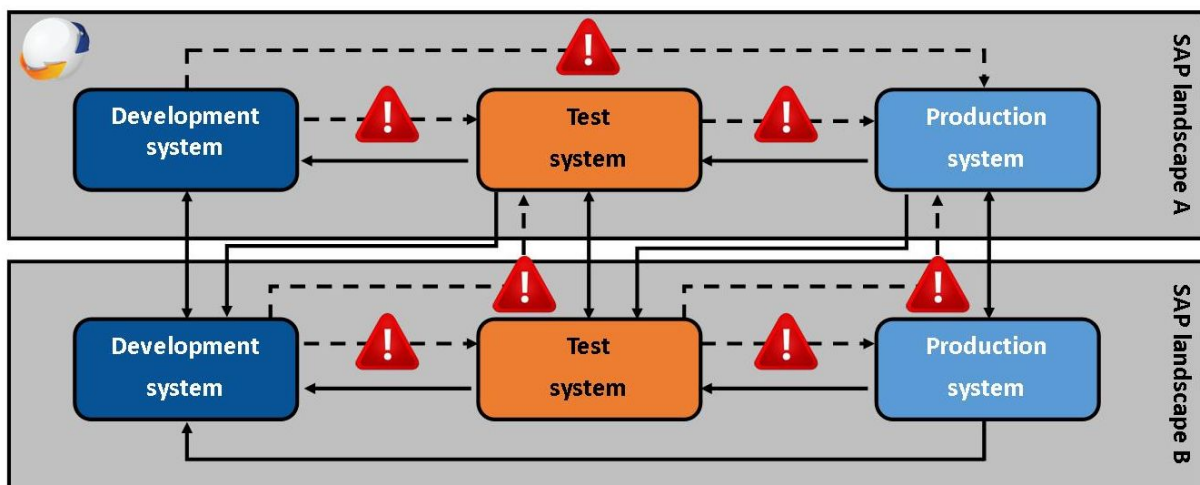 Development
system
Test
system
Production
system
SAP landscape A
Development
system
Test
system
Production
system
SAP landscape B